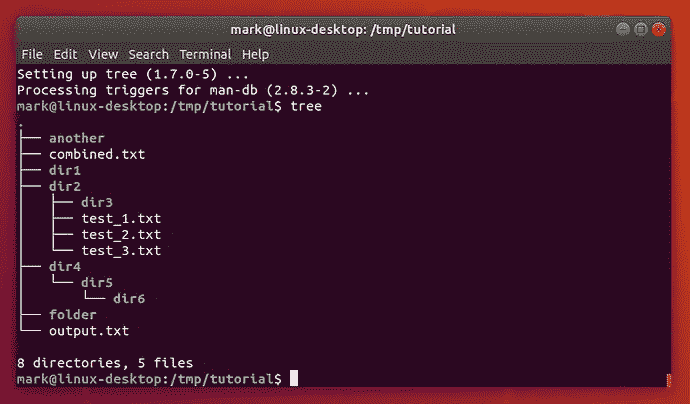 mark@linux-desktop: /tmp/tutorial
File Edit View Search Terminal Help
Setting up tree (1.7.0-5) ...
Processing triggers for man-db (2.8.3-2) ...
mark@linux-desktop:/tmp/tutorial$ tree
.
├── another
├── combined.txt
├── dir1
├── dir2
│   ├── dir3
│   ├── test_1.txt
│   ├── test_2.txt
│   └── test_3.txt
├── dir4
│   └── dir5
│       └── dir6
├── folder
└── output.txt
8 directories, 5 files
mark@linux-desktop:/tmp/tutorial$